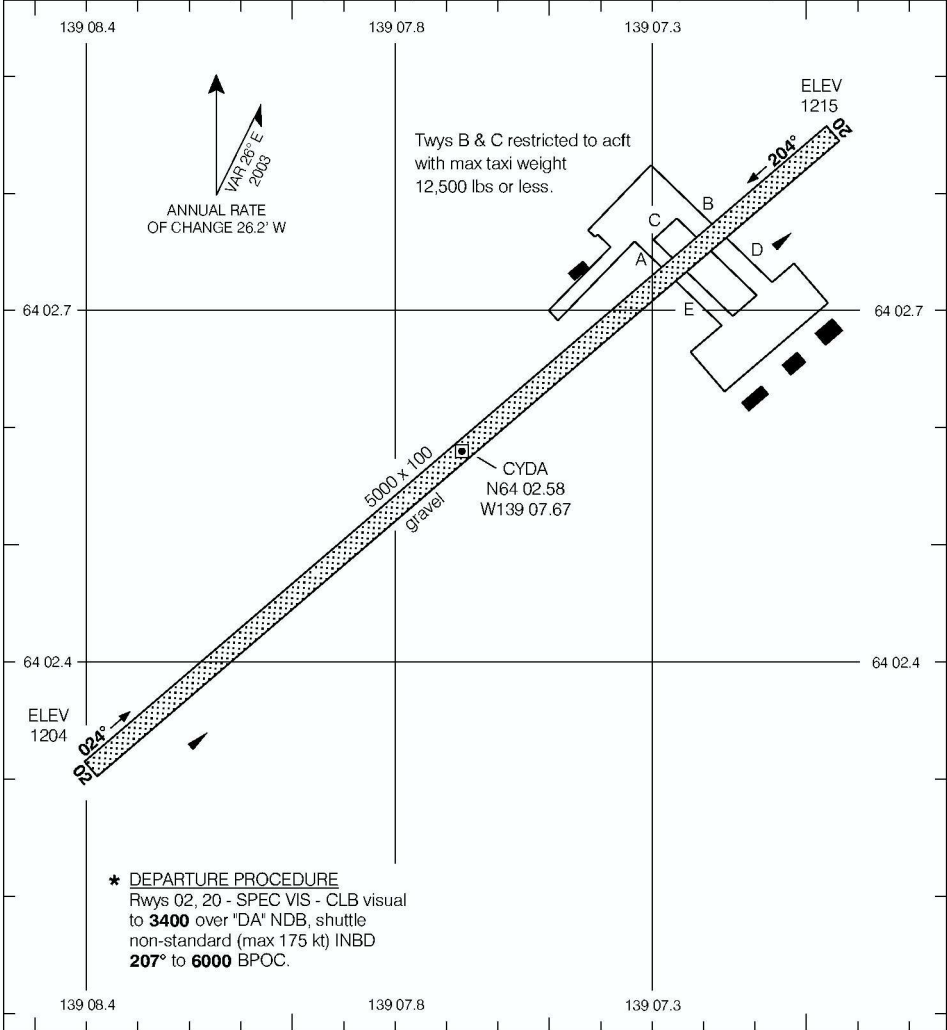 139 08.4
139 07.8
139 07.3
ELEV
1215
20
204°
VAR 26° E
2003
ANNUAL RATE
OF CHANGE 26.2' W
Twys B & C restricted to acft
with max taxi weight
12,500 lbs or less.
B
C
D
A
E
64 02.7
64 02.7
5000 x 100
gravel
CYDA
N64 02.58
W139 07.67
64 02.4
64 02.4
ELEV
1204
024°
02
* DEPARTURE PROCEDURE
Rwys 02, 20 - SPEC VIS - CLB visual
to 3400 over "DA" NDB, shuttle
non-standard (max 175 kt) INBD
207° to 6000 BPOC.
139 08.4
139 07.8
139 07.3